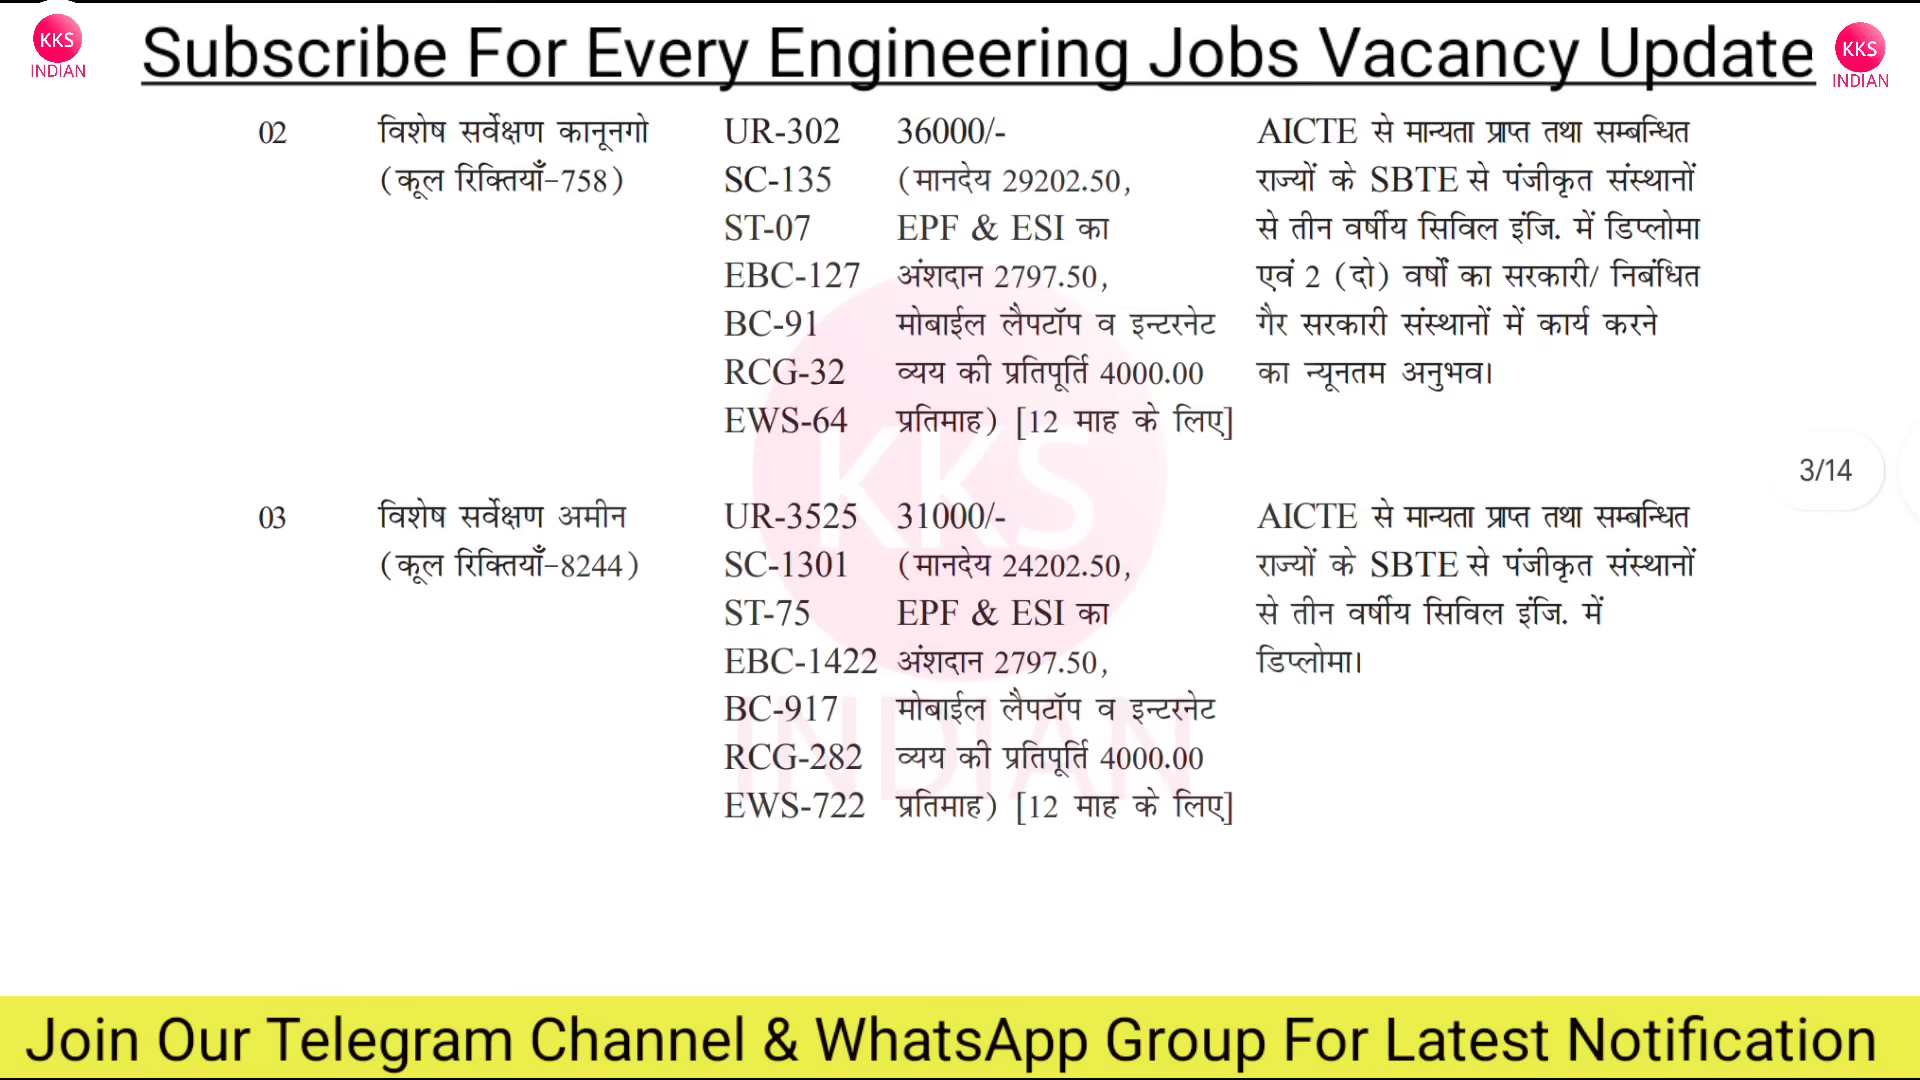 KKS
INDIAN
Subscribe For Every Engineering Jobs Vacancy Update
KKS
INDIAN
02 विशेष सर्वेक्षण कानूनगो UR-302 36000/- AICTE से मान्यता प्राप्त तथा सम्बन्धित
(कूल रिक्तियाँ-758) SC-135 (मानदेय 29202.50, राज्यों के SBTE से पंजीकृत संस्थानों
ST-07 EPF & ESI का से तीन वर्षीय सिविल इंजि. में डिप्लोमा
EBC-127 अंशदान 2797.50, एवं 2 (दो) वर्षों का सरकारी/ निबंधित
BC-91 मोबाईल लैपटॉप व इन्टरनेट गैर सरकारी संस्थानों में कार्य करने
RCG-32 व्यय की प्रतिपूर्ति 4000.00 का न्यूनतम अनुभव।
EWS-64 प्रतिमाह) [12 माह के लिए]
KKS
INDIAN
3/14
03 विशेष सर्वेक्षण अमीन UR-3525 31000/- AICTE से मान्यता प्राप्त तथा सम्बन्धित
(कूल रिक्तियाँ-8244) SC-1301 (मानदेय 24202.50, राज्यों के SBTE से पंजीकृत संस्थानों
ST-75 EPF & ESI का से तीन वर्षीय सिविल इंजि. में
EBC-1422 अंशदान 2797.50, डिप्लोमा।
BC-917 मोबाईल लैपटॉप व इन्टरनेट
RCG-282 व्यय की प्रतिपूर्ति 4000.00
EWS-722 प्रतिमाह) [12 माह के लिए]
Join Our Telegram Channel & WhatsApp Group For Latest Notification